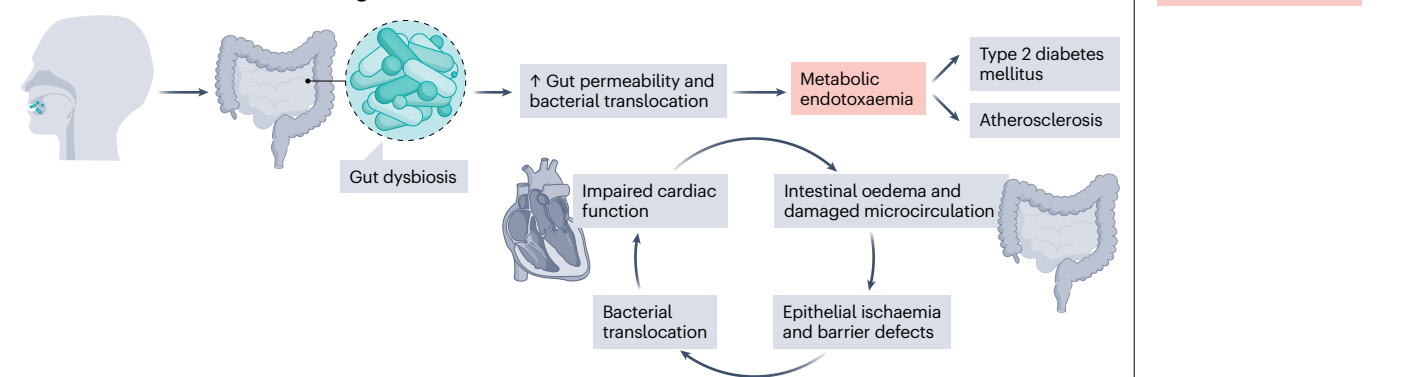 ↑ Gut permeability and
bacterial translocation
Metabolic
endotoxaemia
Type 2 diabetes
mellitus
Atherosclerosis
Gut dysbiosis
Impaired cardiac
function
Intestinal oedema and
damaged microcirculation
Bacterial
translocation
Epithelial ischaemia
and barrier defects